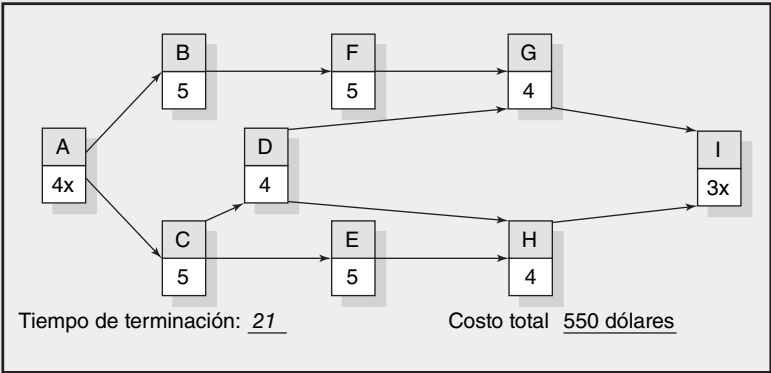 B
5
F
5
G
4
A
4x
D
4
I
3x
C
5
E
5
H
4
Tiempo de terminación: 21
Costo total 550 dólares